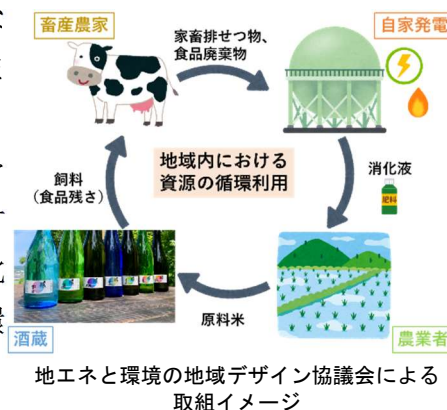 畜産農家
家畜排せつ物、
食品廃棄物
自家発電
飼料
(食品残さ)
地域内における
資源の循環利用
消化液
肥料
酒蔵
原料米
農業者
地エネと環境の地域デザイン協議会による
取組イメージ